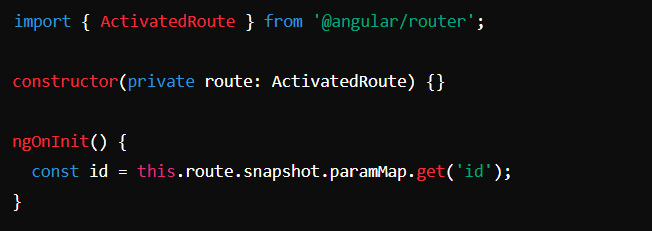 import { ActivatedRoute } from '@angular/router';
constructor(private route: ActivatedRoute) {}
ngOnInit() {
  const id = this.route.snapshot.paramMap.get('id');
}